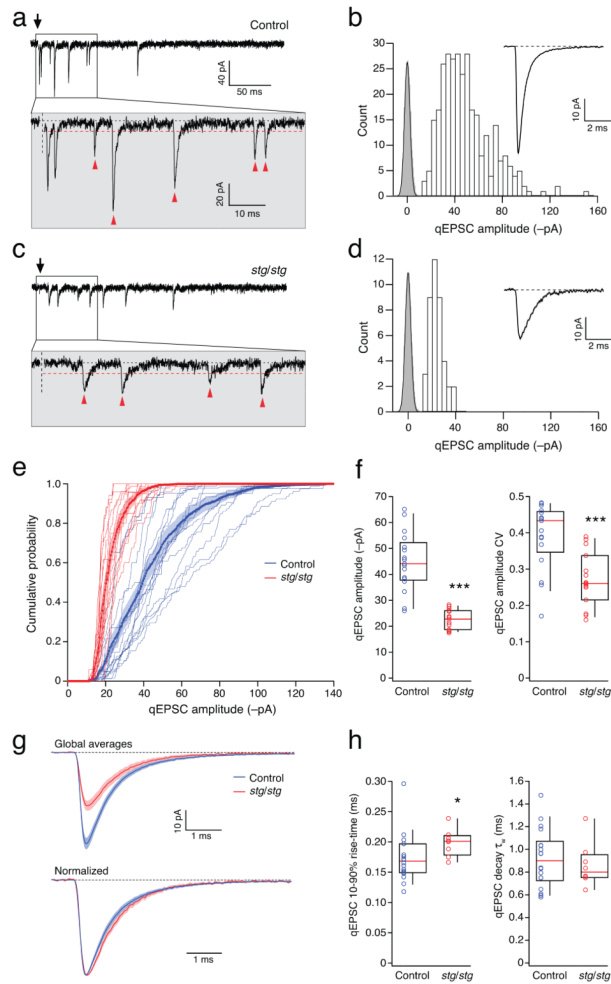 a
Control
40 pA
50 ms
20 pA
10 ms
b
30
25
20
15
10
5
0
Count
0 40 80 120 160
qEPSC amplitude (–pA)
10 pA
2 ms
c
stg/stg
d
12
10
8
6
4
2
0
Count
0 40 80 120 160
qEPSC amplitude (–pA)
10 pA
2 ms
e
1.0
0.8
0.6
0.4
0.2
0.0
Cumulative probability
0 20 40 60 80 100 120 140
qEPSC amplitude (–pA)
Control
stg/stg
f
70
60
50
40
30
20
10
0
qEPSC amplitude (–pA)
***
Control stg/stg
0.5
0.4
0.3
0.2
0.1
0
qEPSC amplitude CV
***
Control stg/stg
g
Global averages
Control
stg/stg
10 pA
1 ms
Normalized
1 ms
h
0.30
0.25
0.20
0.15
0.10
0.05
0.00
qEPSC 10-90% rise-time (ms)
*
Control stg/stg
1.6
1.4
1.2
1.0
0.8
0.6
0.4
0.2
0
qEPSC decay τw (ms)
Control stg/stg